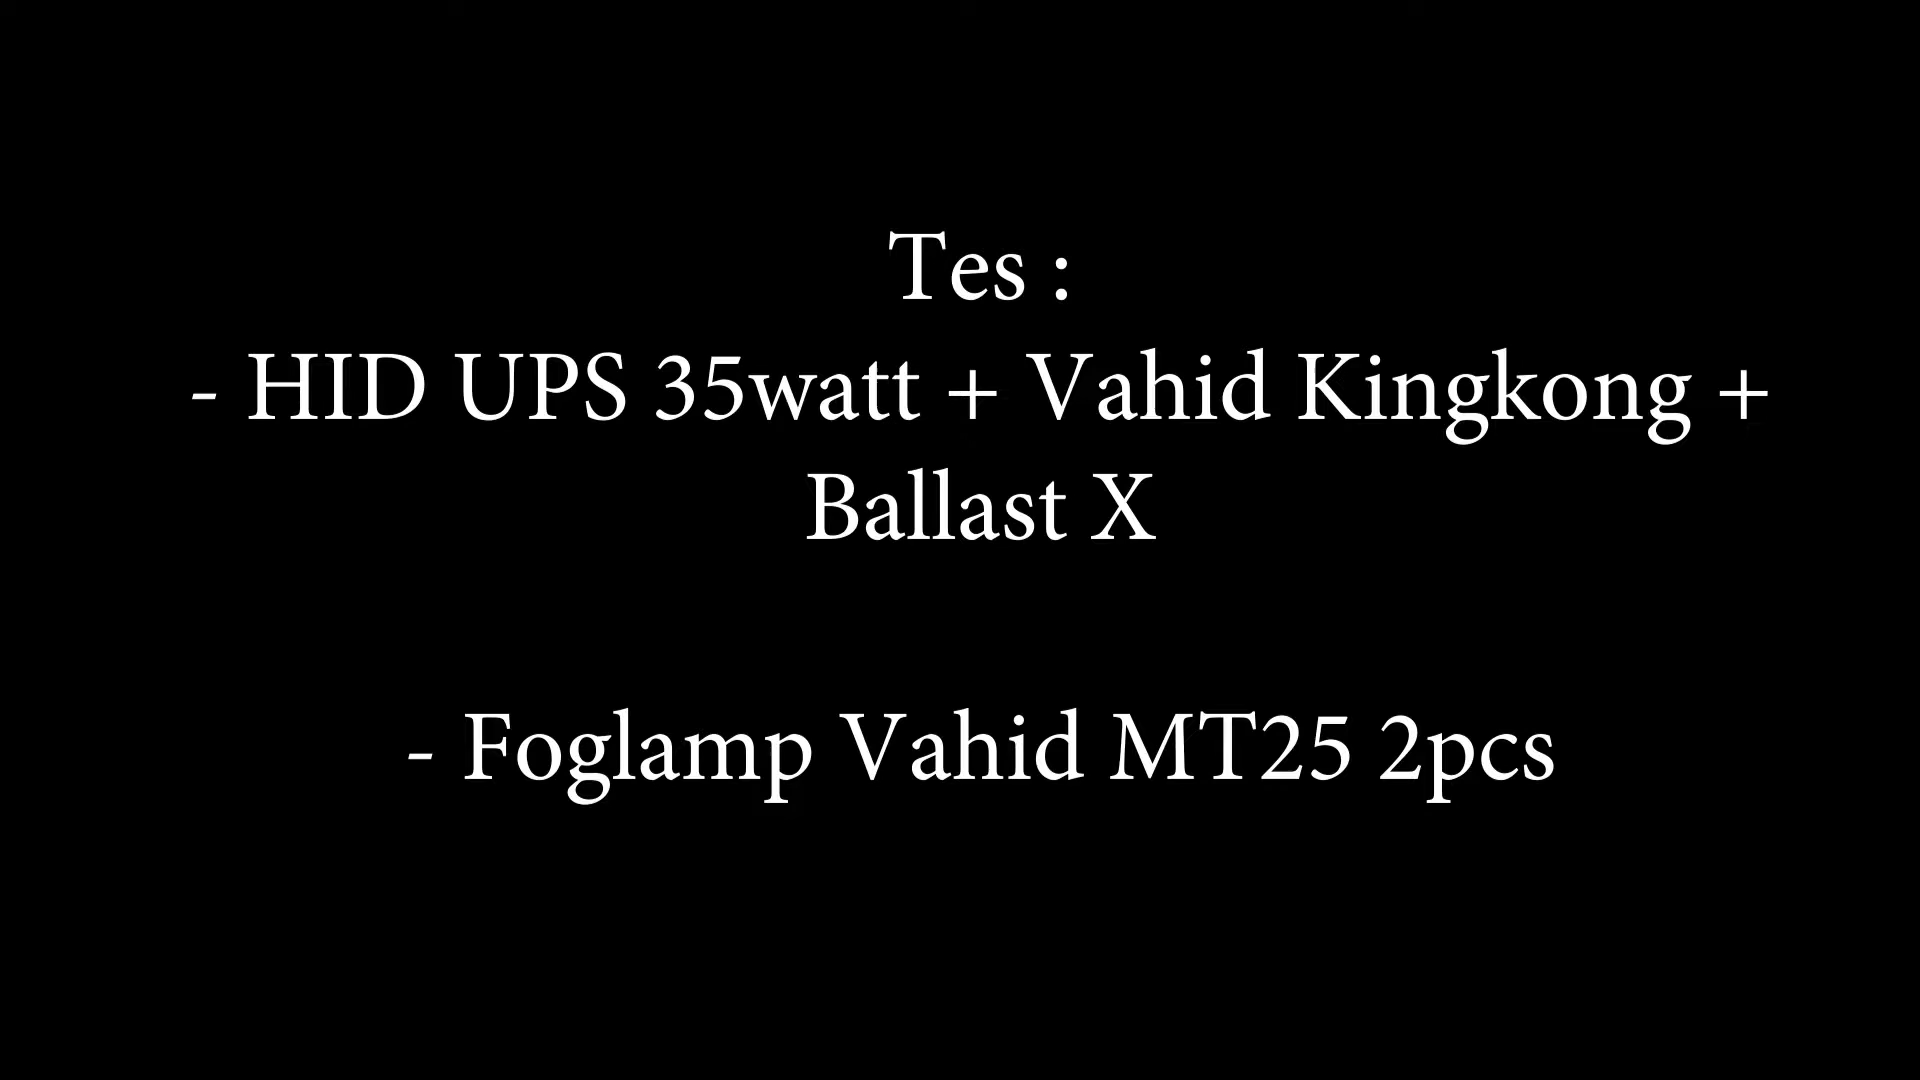 Tes :
- HID UPS 35watt + Vahid Kingkong +
Ballast X
- Foglamp Vahid MT25 2pcs